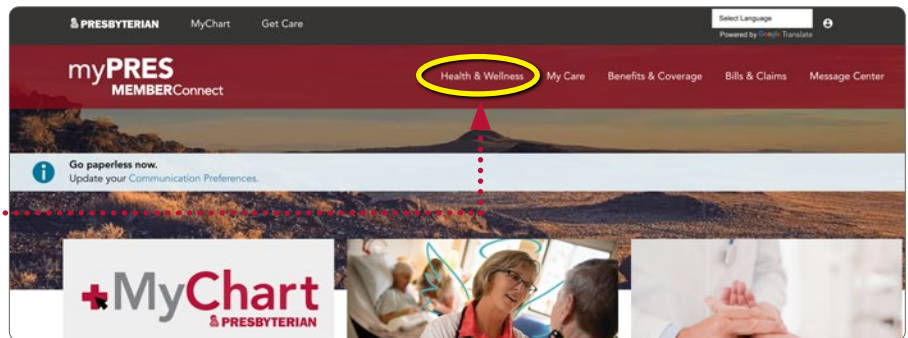 PRESBYTERIAN MyChart Get Care
Select Language
Powered by Google Translate
myPRES
MEMBERConnect
Health & Wellness My Care Benefits & Coverage Bills & Claims Message Center
Go paperless now.
Update your Communication Preferences.
MyChart
PRESBYTERIAN